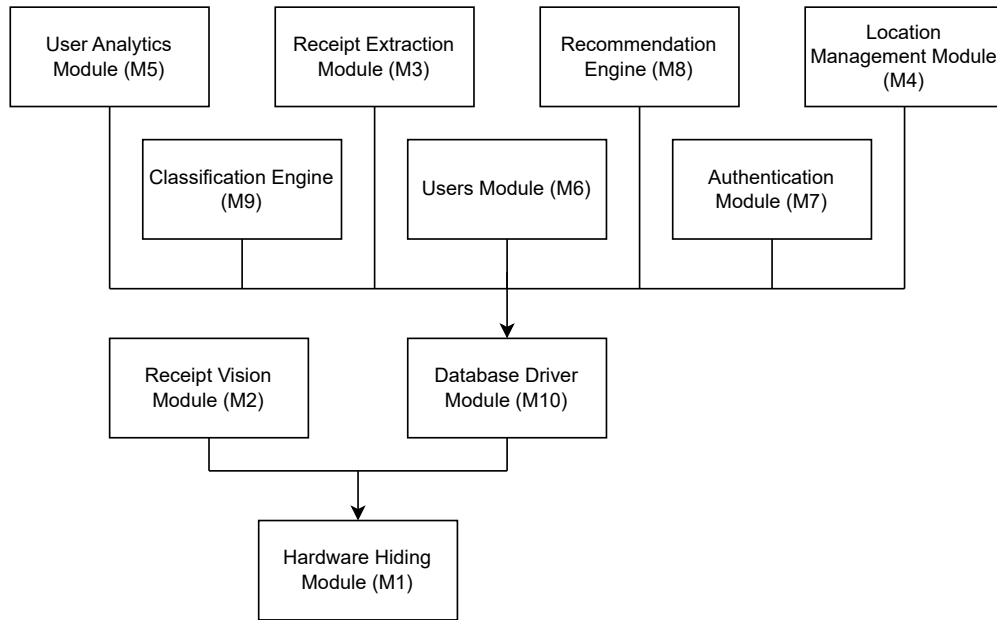 User Analytics
Module (M5)
Receipt Extraction
Module (M3)
Recommendation
Engine (M8)
Location
Management Module
(M4)
Classification Engine
(M9)
Users Module (M6)
Authentication
Module (M7)
Receipt Vision
Module (M2)
Database Driver
Module (M10)
Hardware Hiding
Module (M1)